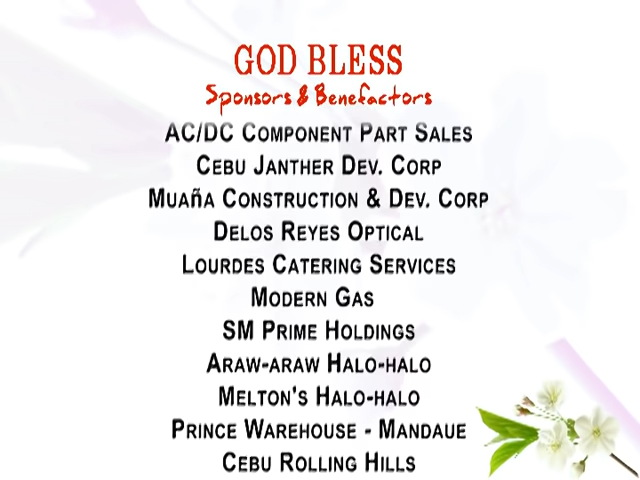 GOD BLESS
Sponsors & Benefactors
AC/DC COMPONENT PART SALES
CEBU JANTHER DEV. CORP
MUAñA CONSTRUCTION & DEV. CORP
DELOS REYES OPTICAL
LOURDES CATERING SERVICES
MODERN GAS
SM PRIME HOLDINGS
ARAW-ARAW HALO-HALO
MELTON'S HALO-HALO
PRINCE WAREHOUSE - MANDAUE
CEBU ROLLING HILLS